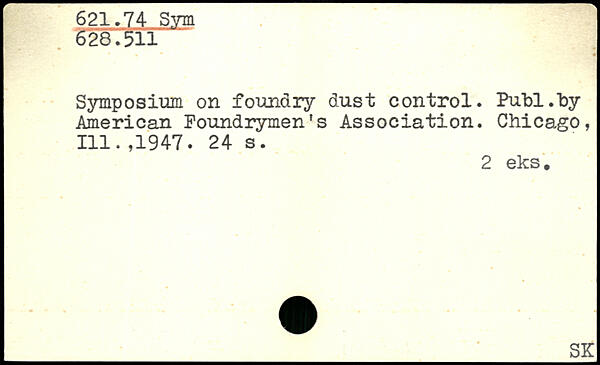 621.74 Sym
628.511
Symposium on foundry dust control. Publ.by
American Foundrymen's Association. Chicago,
Ill.,1947. 24 s.
2 eks.
SK